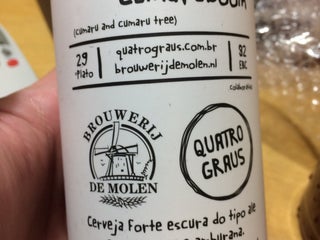 (cumaru and cumaru tree)
29
Plato
quatrograus.com.br
brouwerijdemolen.nl
92
EBC
BROUWERIJ
DE MOLEN
QUATRO
GRAUS
Cerveja Forte escura do tipo ale